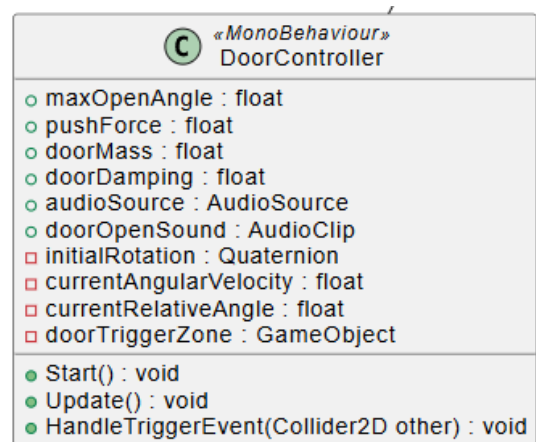 C
«MonoBehaviour»
DoorController
maxOpenAngle : float
pushForce : float
doorMass : float
doorDamping : float
audioSource : AudioSource
doorOpenSound : AudioClip
initialRotation : Quaternion
currentAngularVelocity : float
currentRelativeAngle : float
doorTriggerZone : GameObject
Start() : void
Update() : void
HandleTriggerEvent(Collider2D other) : void